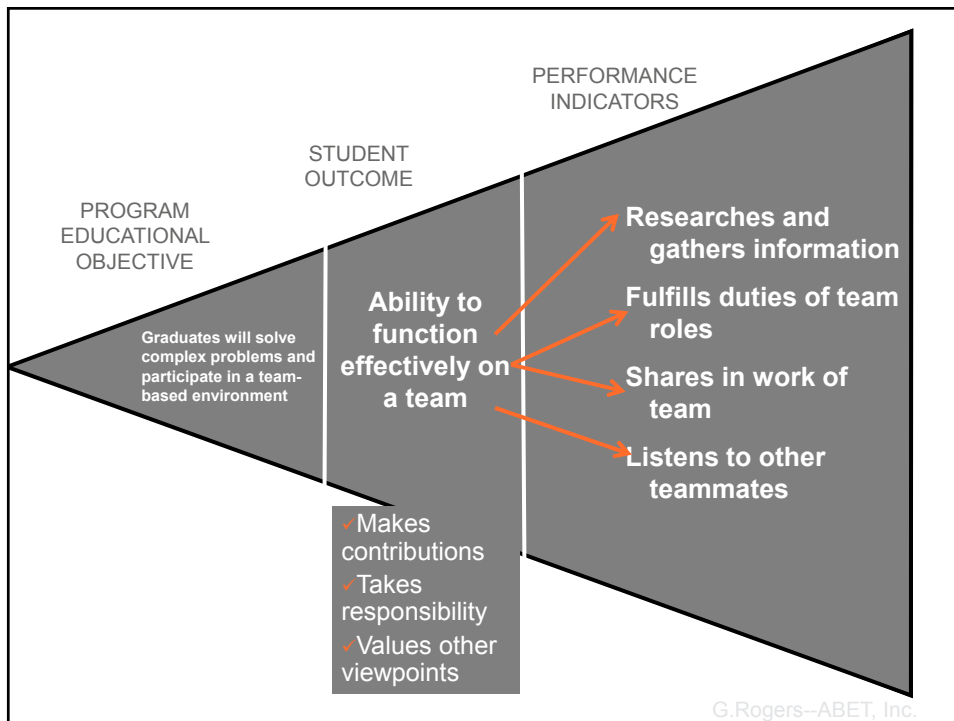 PROGRAM
EDUCATIONAL
OBJECTIVE
Graduates will solve
complex problems and
participate in a team-
based environment
STUDENT
OUTCOME
Ability to
function
effectively on
a team
✓Makes
contributions
✓Takes
responsibility
✓Values other
viewpoints
PERFORMANCE
INDICATORS
Researches and
gathers information
Fulfills duties of team
roles
Shares in work of
team
Listens to other
teammates
G.Rogers--ABET, Inc.